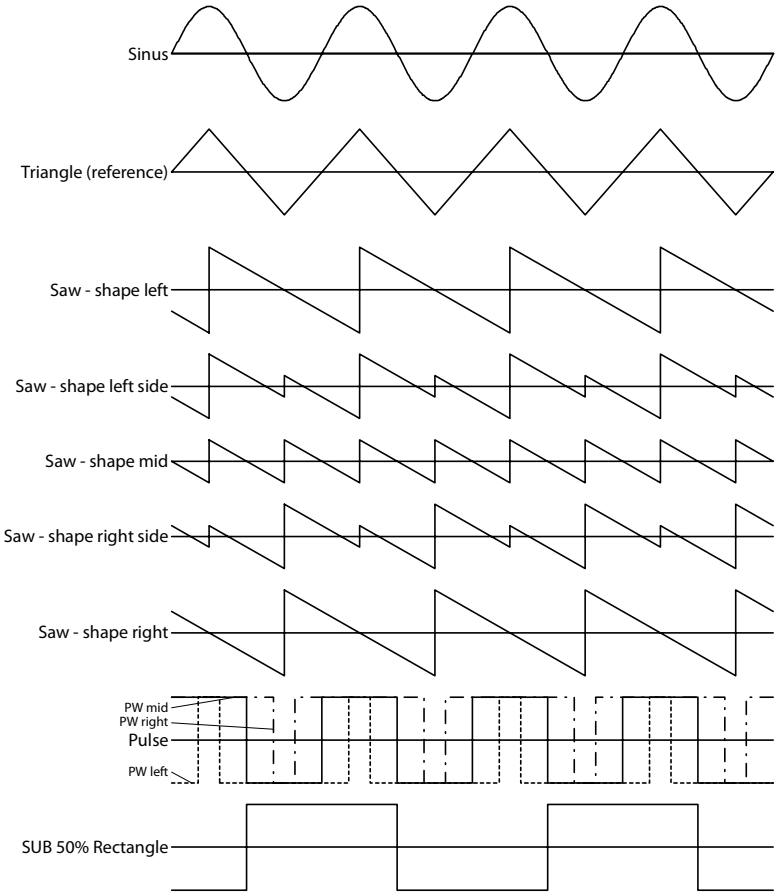 Sinus
Triangle (reference)
Saw - shape left
Saw - shape left side
Saw - shape mid
Saw - shape right side
Saw - shape right
PW mid
PW right
Pulse
PW left
SUB 50% Rectangle